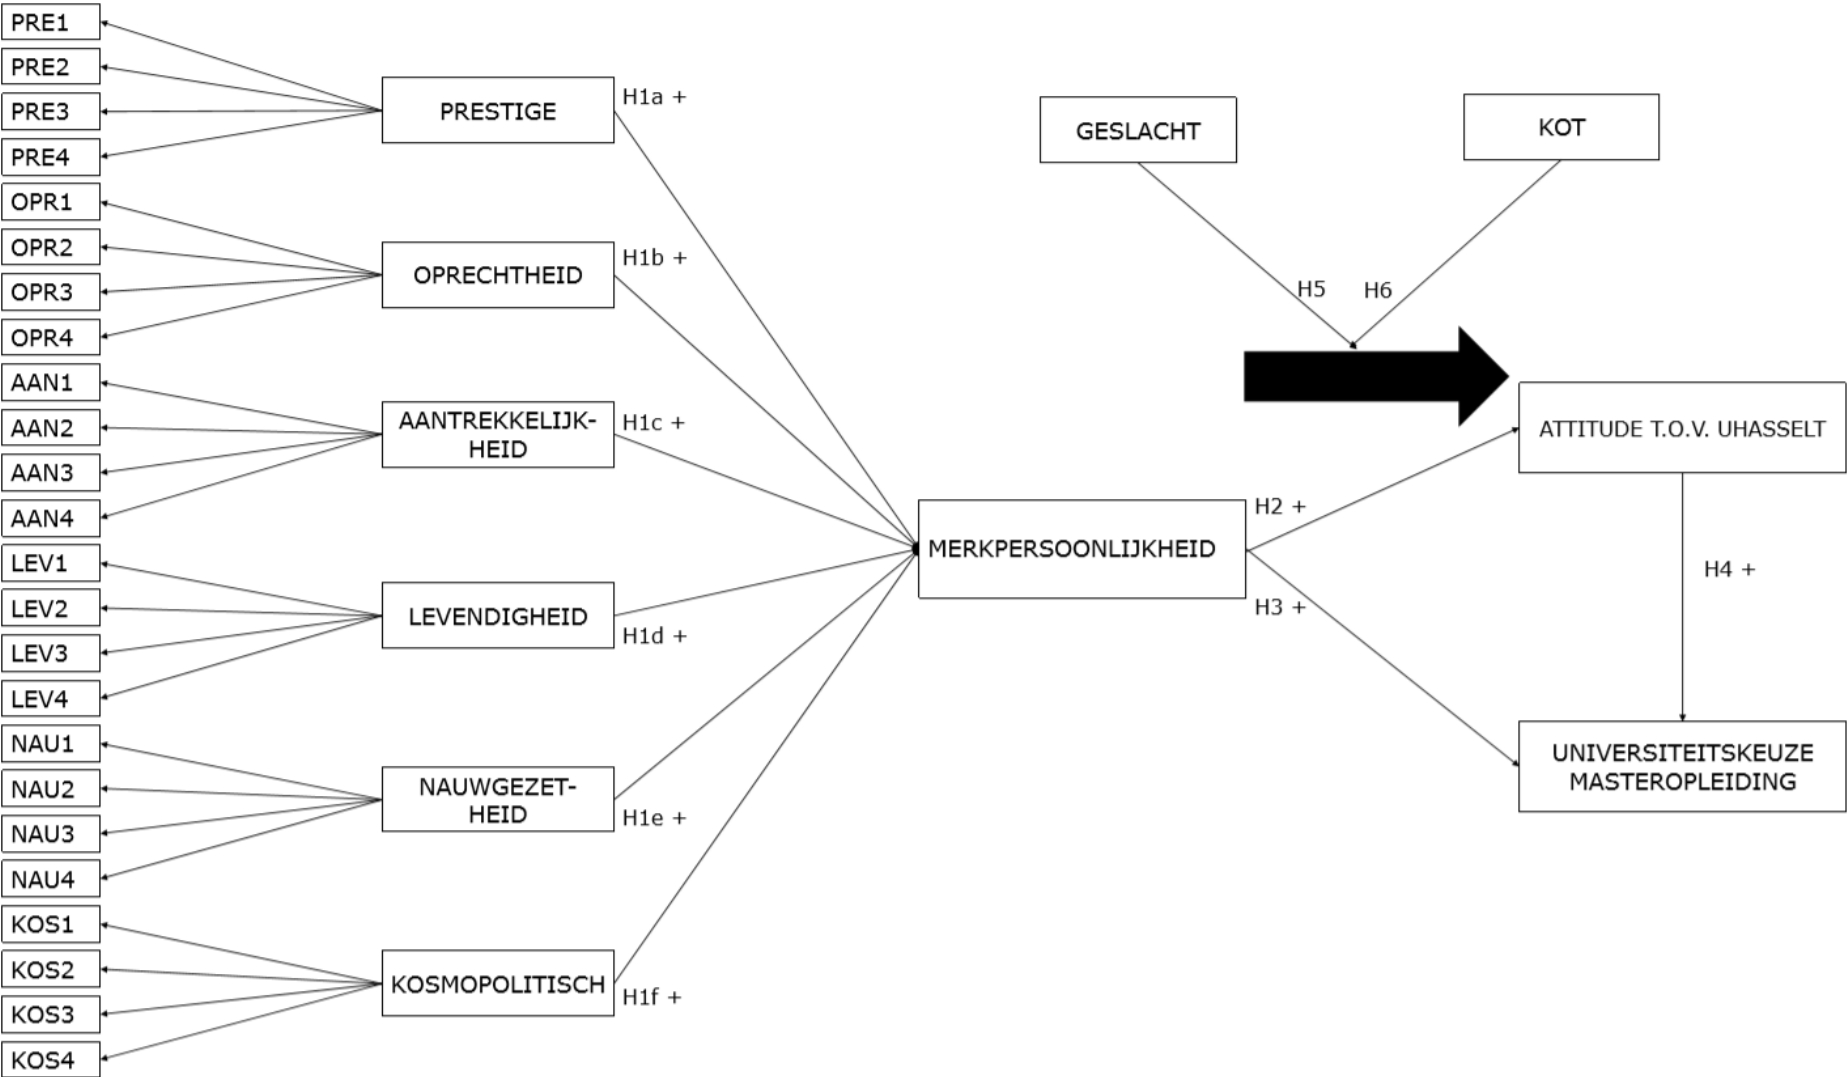 PRE1
PRE2
PRE3
PRE4
OPR1
OPR2
OPR3
OPR4
AAN1
AAN2
AAN3
AAN4
LEV1
LEV2
LEV3
LEV4
NAU1
NAU2
NAU3
NAU4
KOS1
KOS2
KOS3
KOS4
PRESTIGE
H1a +
OPRECHTHEID
H1b +
AANTREKKELIJK-
HEID
H1c +
LEVENDIGHEID
H1d +
NAUWGEZET-
HEID
H1e +
KOSMOPOLITISCH
H1f +
MERKPERSOONLIJKHEID
GESLACHT
KOT
H5
H6
H2 +
H3 +
ATTITUDE T.O.V. UHASSELT
H4 +
UNIVERSITEITSKEUZE
MASTEROPLEIDING